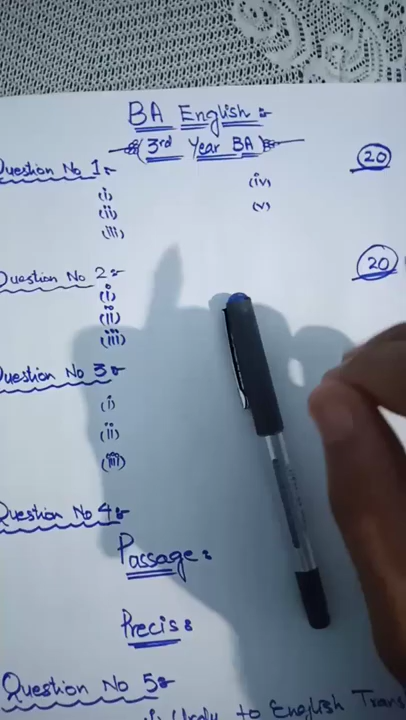 BA English:-
(3rd Year BA)
Question No 1:- 20
(i) (iv)
(ii) (v)
(iii)
Question No 2:- 20
(i)
(ii)
(iii)
Question No 3:-
(i)
(ii)
(iii)
Question No 4:-
Passage:
Precis:
Question No 5:-
Urdu to English Trans